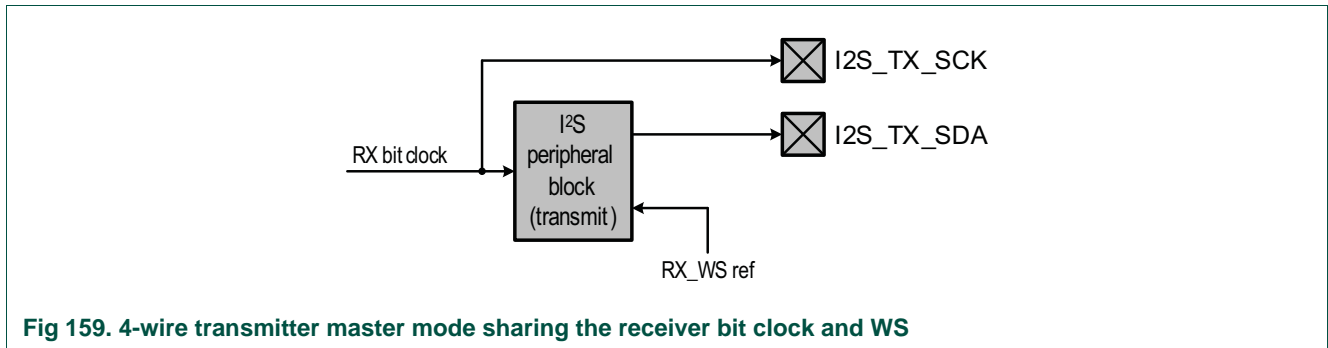 I2S_TX_SCK
I2S
peripheral
block
(transmit)
I2S_TX_SDA
RX bit clock
RX_WS ref
Fig 159. 4-wire transmitter master mode sharing the receiver bit clock and WS